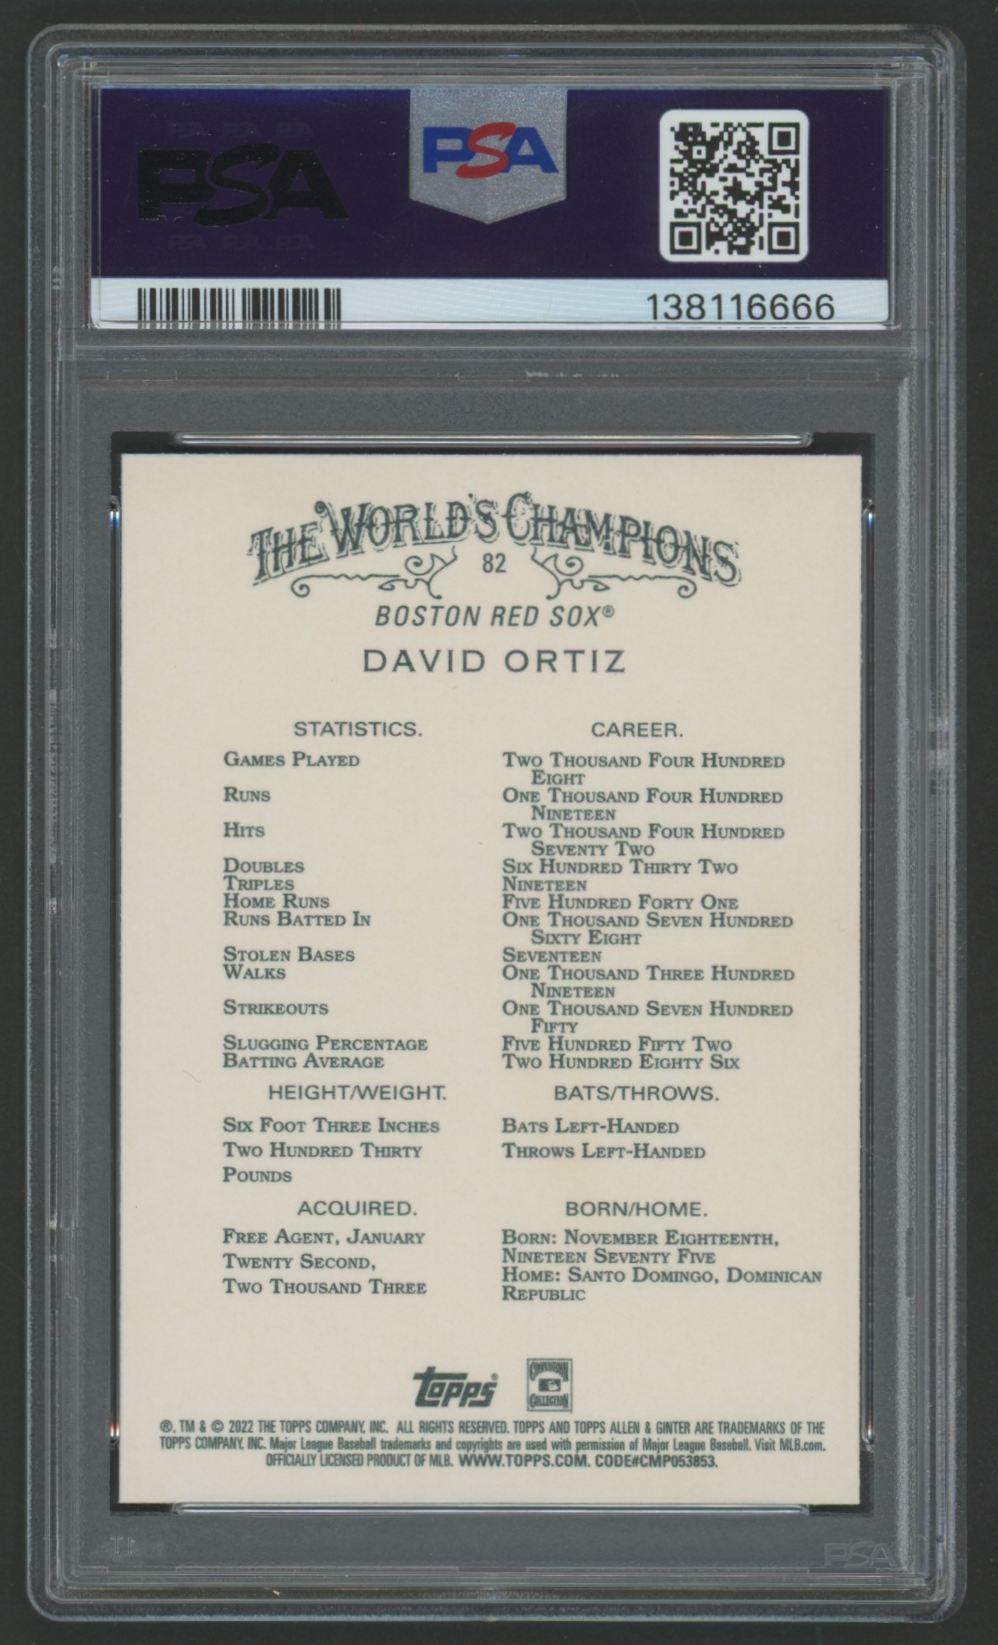 PSA
PSA
138116666
THE WORLD'S CHAMPIONS
82
BOSTON RED SOX®
DAVID ORTIZ
STATISTICS. CAREER.
GAMES PLAYED TWO THOUSAND FOUR HUNDRED
EIGHT
RUNS ONE THOUSAND FOUR HUNDRED
NINETEEN
HITS TWO THOUSAND FOUR HUNDRED
SEVENTY TWO
DOUBLES SIX HUNDRED THIRTY TWO
TRIPLES NINETEEN
HOME RUNS FIVE HUNDRED FORTY ONE
RUNS BATTED IN ONE THOUSAND SEVEN HUNDRED
SIXTY EIGHT
STOLEN BASES SEVENTEEN
WALKS ONE THOUSAND THREE HUNDRED
NINETEEN
STRIKEOUTS ONE THOUSAND SEVEN HUNDRED
FIFTY
SLUGGING PERCENTAGE FIVE HUNDRED FIFTY TWO
BATTING AVERAGE TWO HUNDRED EIGHTY SIX
HEIGHT/WEIGHT. BATS/THROWS.
SIX FOOT THREE INCHES BATS LEFT-HANDED
TWO HUNDRED THIRTY THROWS LEFT-HANDED
POUNDS
ACQUIRED. BORN/HOME.
FREE AGENT, JANUARY BORN: NOVEMBER EIGHTEENTH,
TWENTY SECOND, NINETEEN SEVENTY FIVE
TWO THOUSAND THREE HOME: SANTO DOMINGO, DOMINICAN
REPUBLIC
Topps COOPERSTOWN COLLECTION
®, TM & © 2022 THE TOPPS COMPANY, INC. ALL RIGHTS RESERVED. TOPPS AND TOPPS ALLEN & GINTER ARE TRADEMARKS OF THE
TOPPS COMPANY, INC. Major League Baseball trademarks and copyrights are used with permission of Major League Baseball. Visit MLB.com.
OFFICIALLY LICENSED PRODUCT OF MLB. WWW.TOPPS.COM. CODE#CMP053853.
PSA